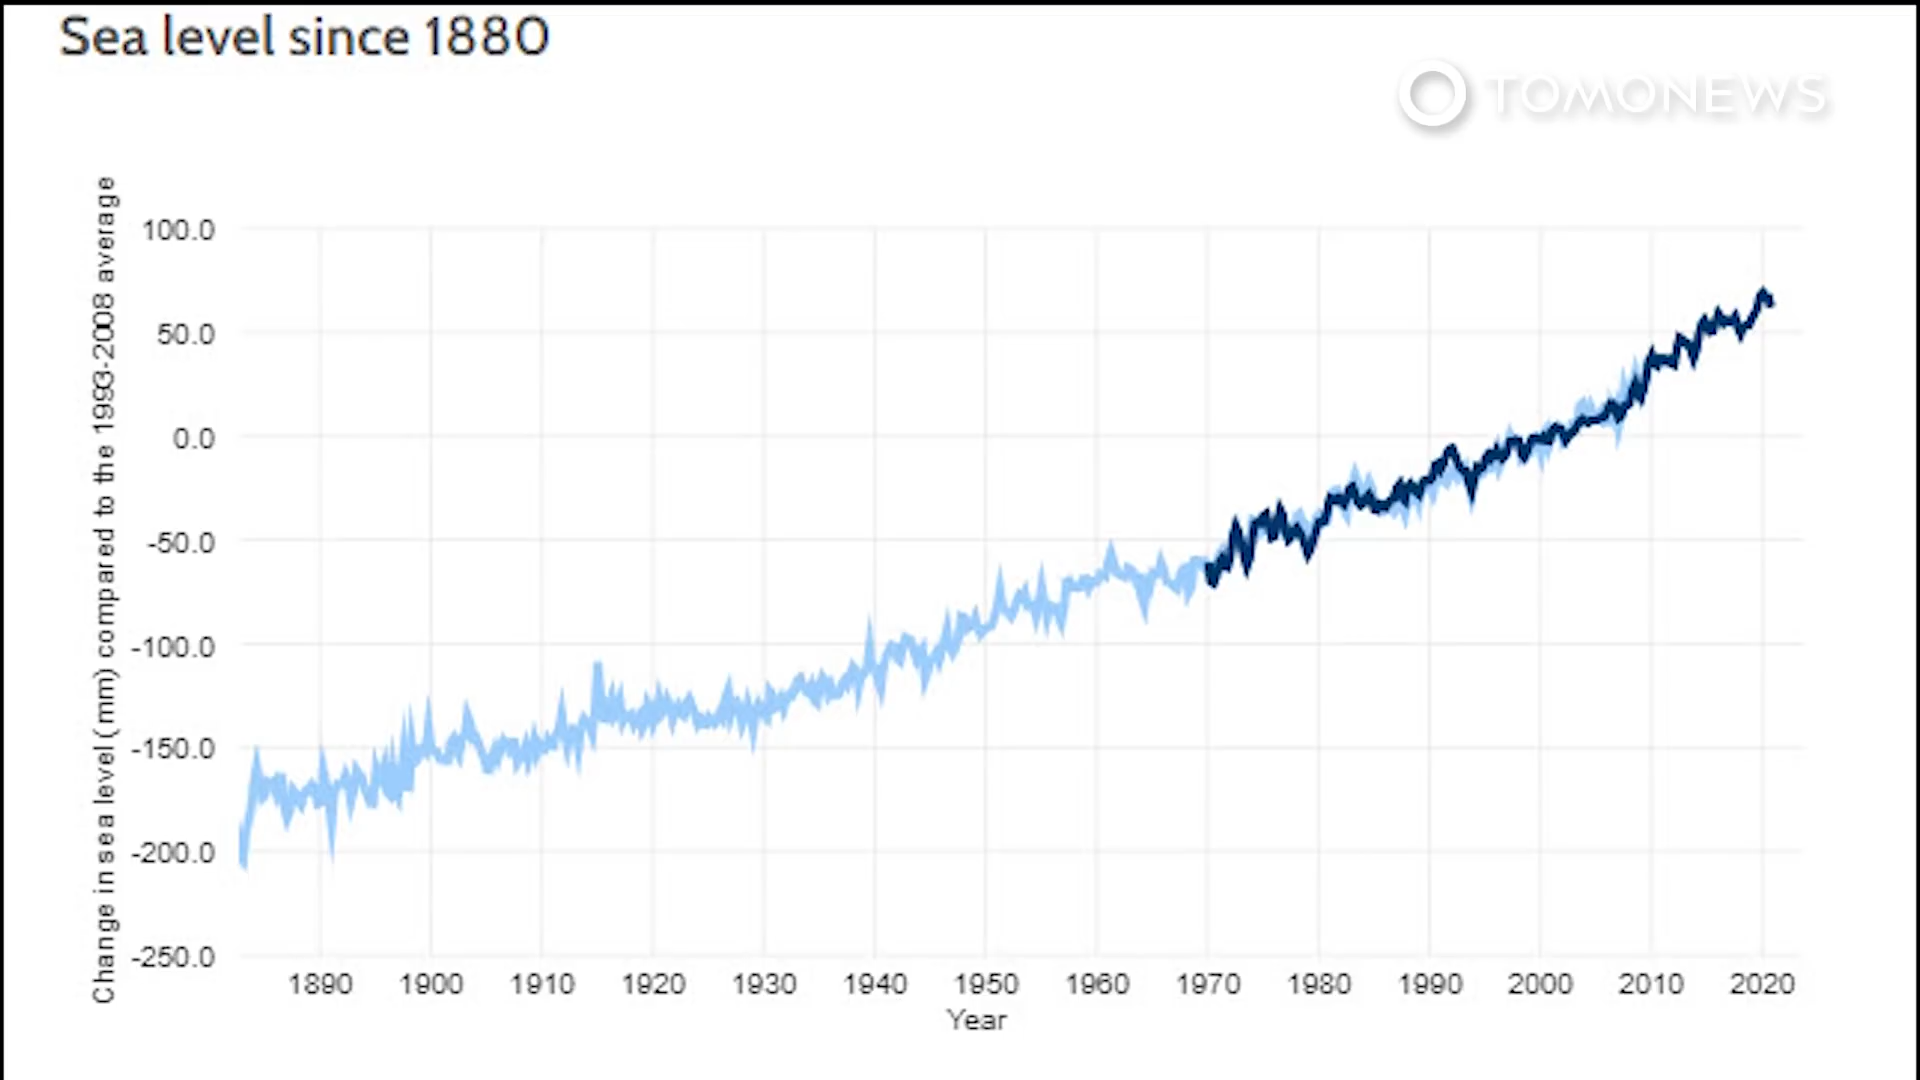 Sea level since 1880
TOMONEWS
Change in sea level (mm) compared to the 1993-2008 average
100.0
50.0
0.0
-50.0
-100.0
-150.0
-200.0
-250.0
1890 1900 1910 1920 1930 1940 1950 1960 1970 1980 1990 2000 2010 2020
Year